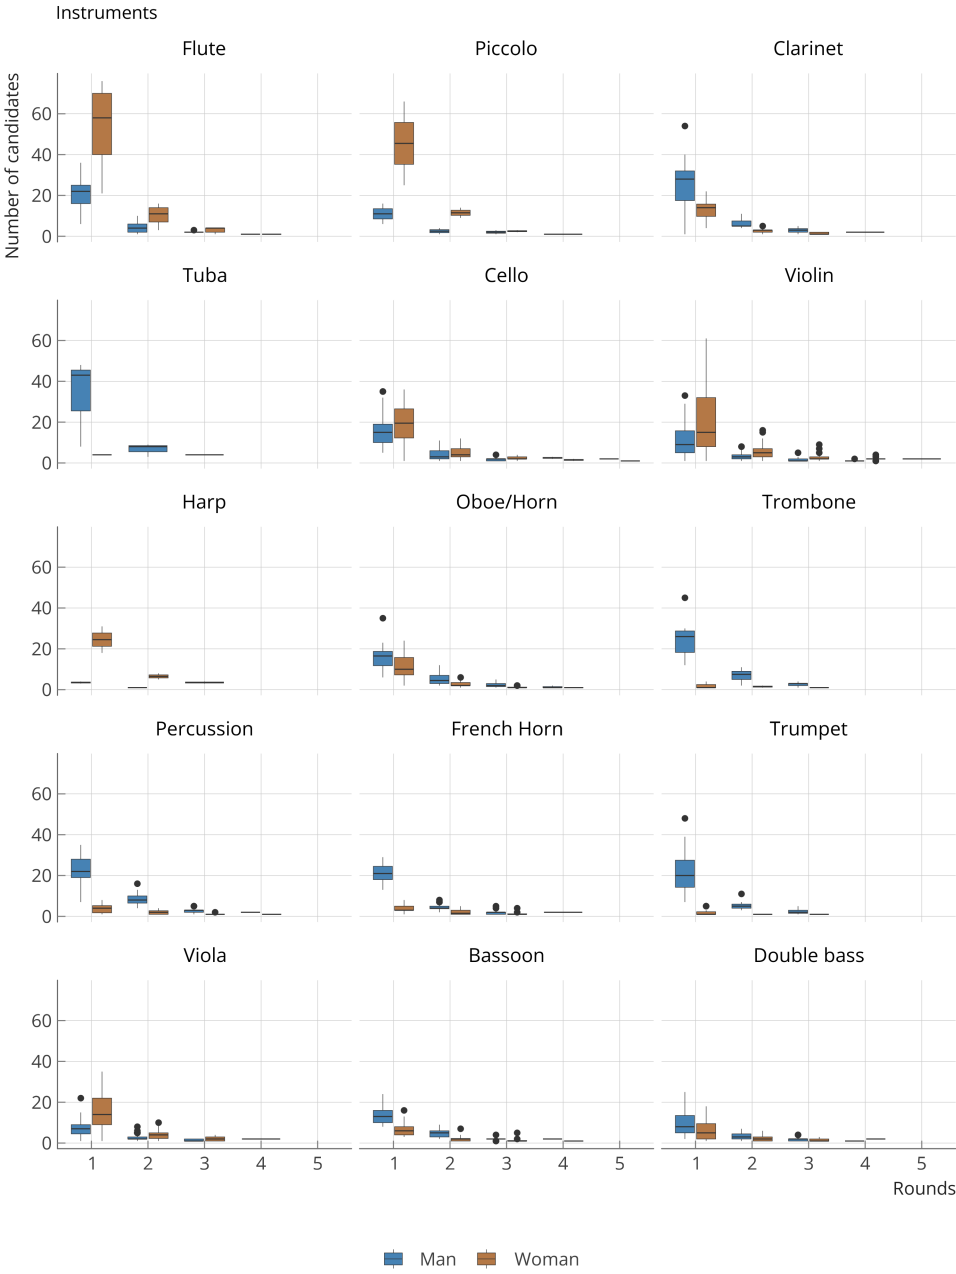 Instruments
Number of candidates
Flute Piccolo Clarinet
60
40
20
0
Tuba Cello Violin
60
40
20
0
Harp Oboe/Horn Trombone
60
40
20
0
Percussion French Horn Trumpet
60
40
20
0
Viola Bassoon Double bass
60
40
20
0
1 2 3 4 5 1 2 3 4 5 1 2 3 4 5
Rounds
Man Woman